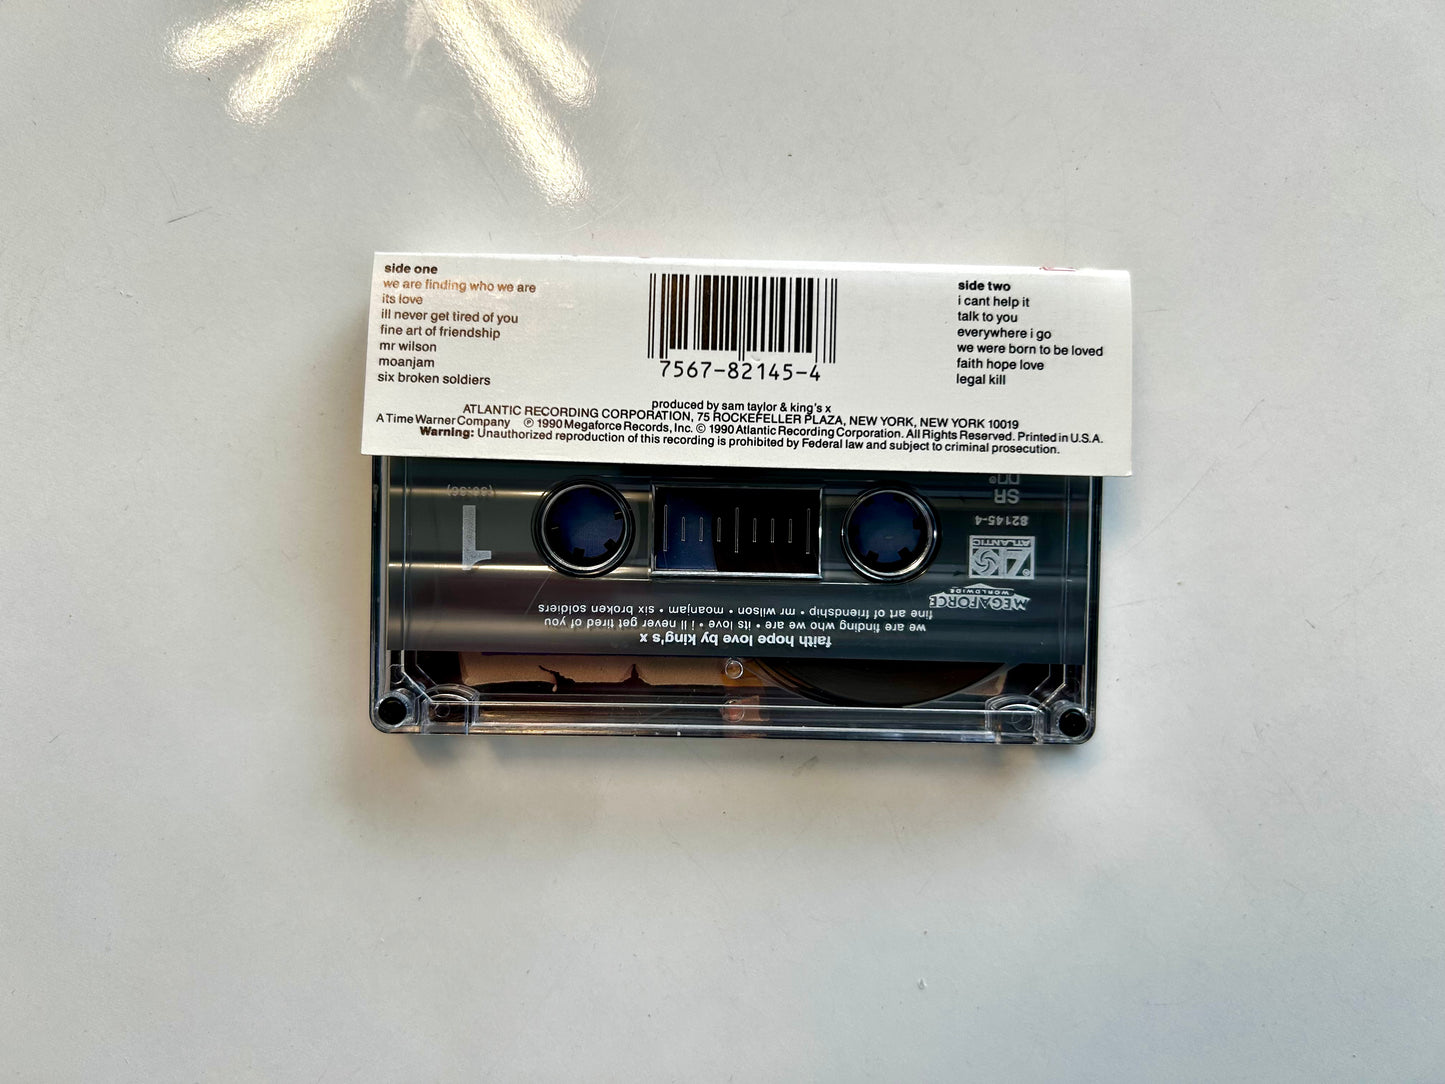 side one
we are finding who we are
its love
ill never get tired of you
fine art of friendship
mr wilson
moanjam
six broken soldiers
7567-82145-4
side two
i cant help it
talk to you
everywhere i go
we were born to be loved
faith hope love
legal kill
produced by sam taylor & king's x
ATLANTIC RECORDING CORPORATION, 75 ROCKEFELLER PLAZA, NEW YORK, NEW YORK 10019
A Time Warner Company ℗ 1990 Megaforce Records, Inc. © 1990 Atlantic Recording Corporation. All Rights Reserved. Printed in U.S.A.
Warning: Unauthorized reproduction of this recording is prohibited by Federal law and subject to criminal prosecution.
faith hope love by king's x
we are finding who we are • its love • i ll never get tired of you
fine art of friendship • mr wilson • moanjam • six broken soldiers
MEGAFORCE
WORLDWIDE
ATLANTIC
82145-4
SR
1